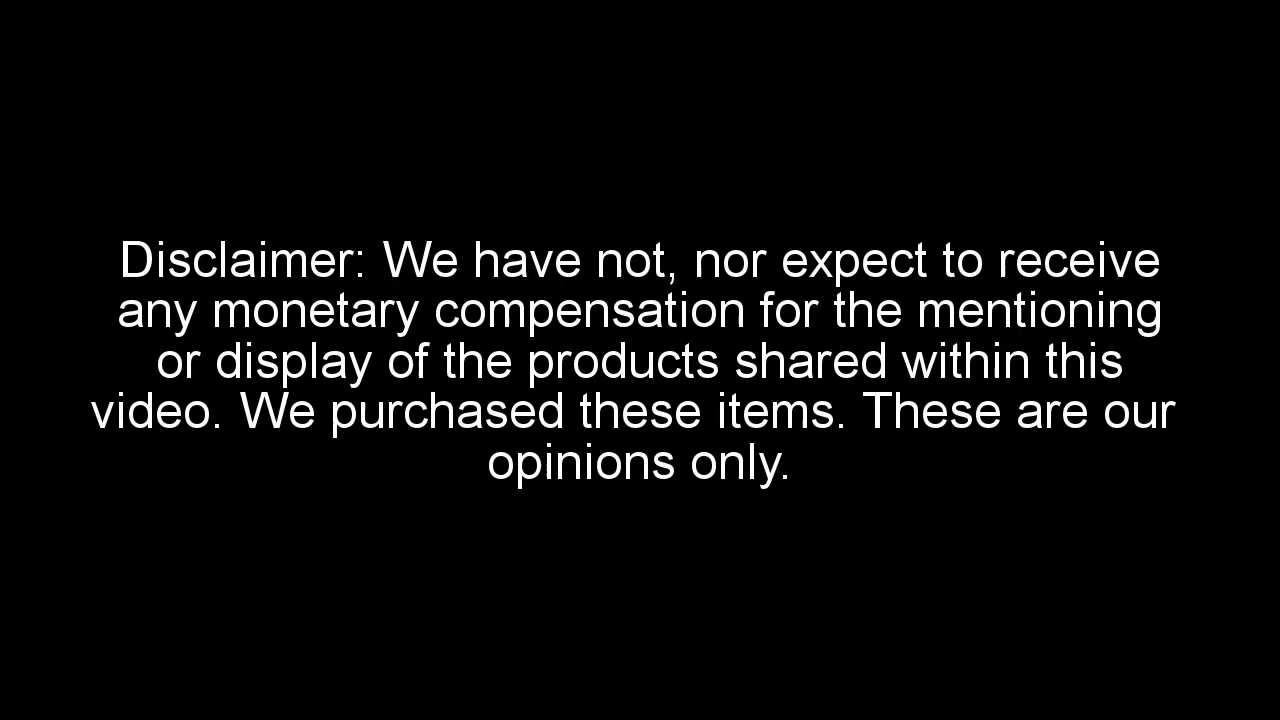 Disclaimer: We have not, nor expect to receive
any monetary compensation for the mentioning
or display of the products shared within this
video. We purchased these items. These are our
opinions only.